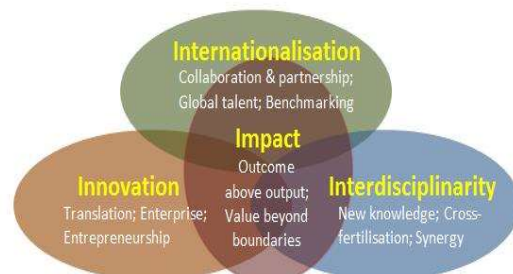 Internationalisation
Collaboration & partnership;
Global talent; Benchmarking
Impact
Outcome
above output;
Value beyond
boundaries
Innovation
Translation; Enterprise;
Entrepreneurship
Interdisciplinarity
New knowledge; Cross-
fertilisation; Synergy